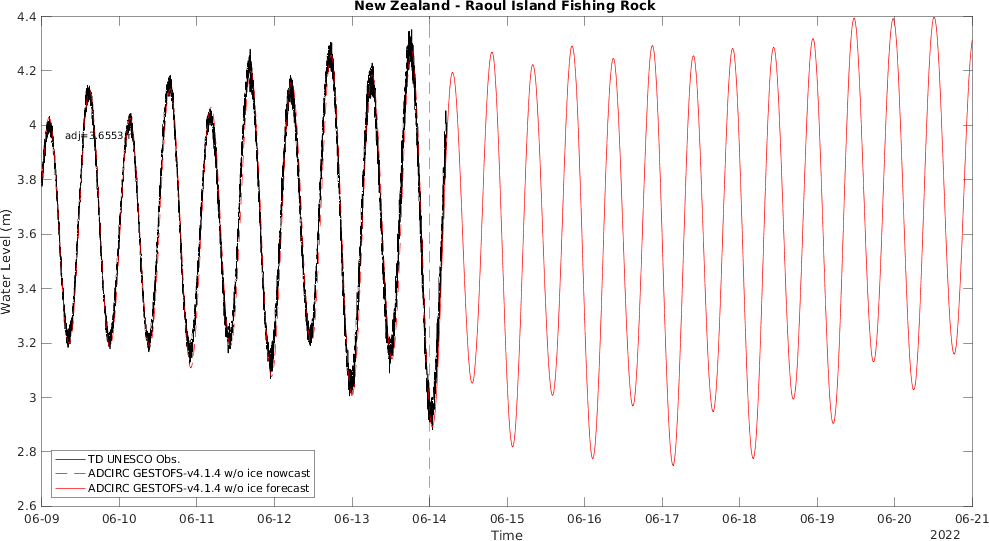 New Zealand - Raoul Island Fishing Rock
4.4
4.2
4
3.8
3.6
3.4
3.2
3
2.8
2.6
Water Level (m)
adj=3.6553
TD UNESCO Obs.
ADCIRC GESTOFS-v4.1.4 w/o ice nowcast
ADCIRC GESTOFS-v4.1.4 w/o ice forecast
06-09 06-10 06-11 06-12 06-13 06-14 06-15 06-16 06-17 06-18 06-19 06-20 06-21
Time
2022